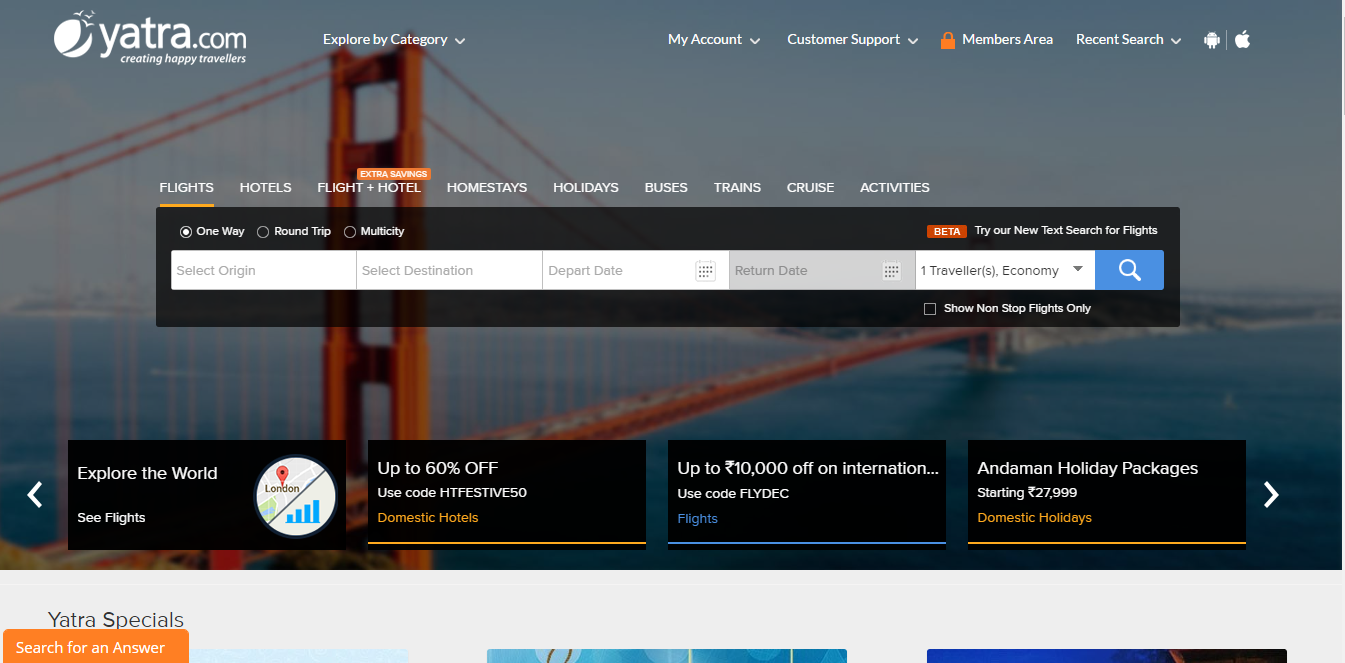 yatra.com
creating happy travellers
Explore by Category
My Account
Customer Support
Members Area
Recent Search
EXTRA SAVINGS
FLIGHTS HOTELS FLIGHT + HOTEL HOMESTAYS HOLIDAYS BUSES TRAINS CRUISE ACTIVITIES
One Way Round Trip Multicity
BETA Try our New Text Search for Flights
Select Origin Select Destination Depart Date Return Date 1 Traveller(s), Economy
Show Non Stop Flights Only
Explore the World
London
See Flights
Up to 60% OFF
Use code HTFESTIVE50
Domestic Hotels
Up to ₹10,000 off on internation...
Use code FLYDEC
Flights
Andaman Holiday Packages
Starting ₹27,999
Domestic Holidays
Yatra Specials
Search for an Answer